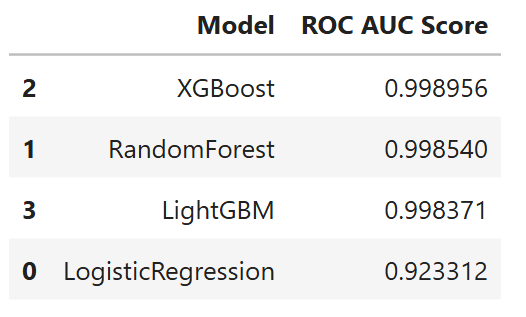 Model ROC AUC Score
2 XGBoost 0.998956
1 RandomForest 0.998540
3 LightGBM 0.998371
0 LogisticRegression 0.923312